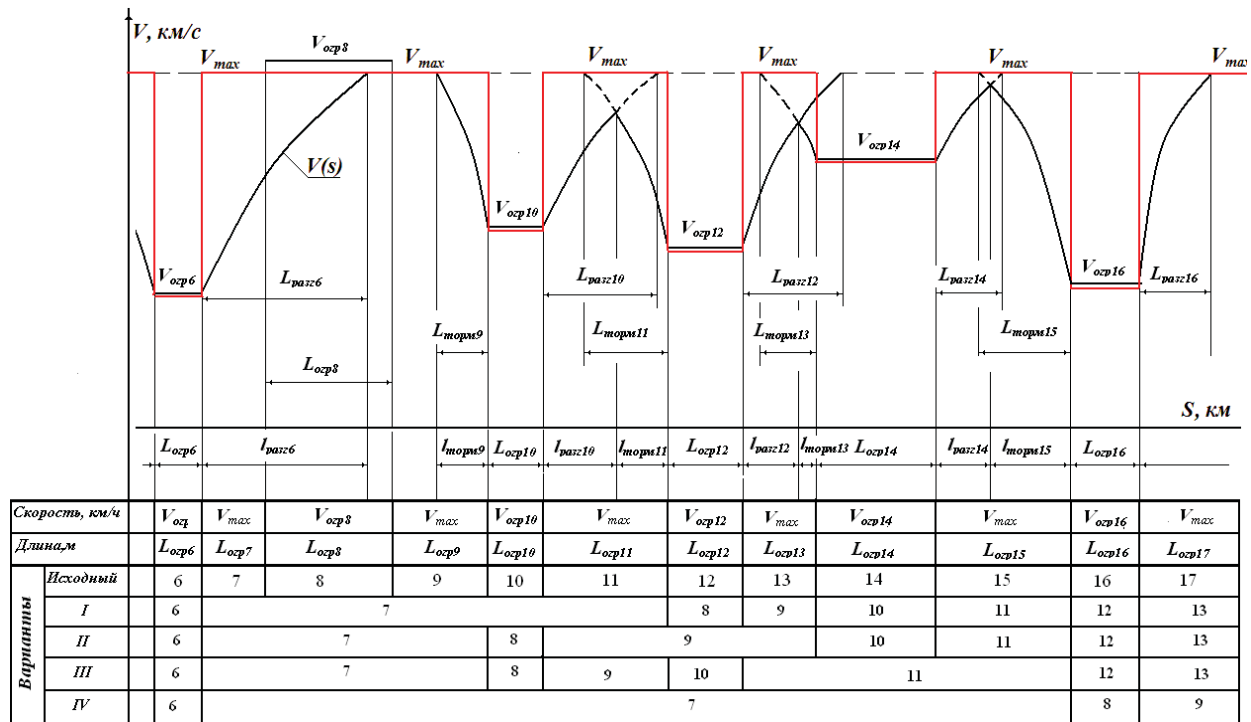 V, км/с
V_огр8
V_max V_max V_max V_max V_max V_max
V_огр14
V(s)
V_огр10
V_огр12
V_огр6 L_разг6 L_разг10 L_разг12 L_разг14 V_огр16 L_разг16
L_торм9 L_торм11 L_торм13 L_торм15
L_огр8
S, км
L_огр6 l_разг6 l_торм9 L_огр10 l_разг10 l_торм11 L_огр12 l_разг12 l_торм13 L_огр14 l_разг14 l_торм15 L_огр16
Скорость, км/ч V_огр V_max V_огр8 V_max V_огр10 V_max V_огр12 V_max V_огр14 V_max V_огр16 V_max
Длина,м L_огр6 L_огр7 L_огр8 L_огр9 L_огр10 L_огр11 L_огр12 L_огр13 L_огр14 L_огр15 L_огр16 L_огр17
Варианты
Исходный 6 7 8 9 10 11 12 13 14 15 16 17
I 6 7 8 9 10 11 12 13
II 6 7 8 9 10 11 12 13
III 6 7 8 9 10 11 12 13
IV 6 7 8 9